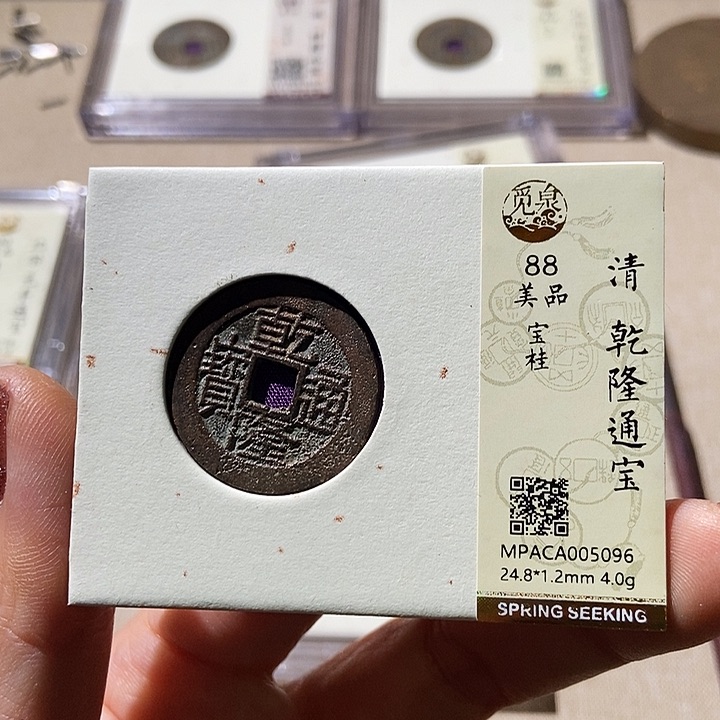 乾隆通寶
觅泉
88
美品
宝桂
清 乾隆通宝
MPACA005096
24.8*1.2mm 4.0g
SPRING SEEKING